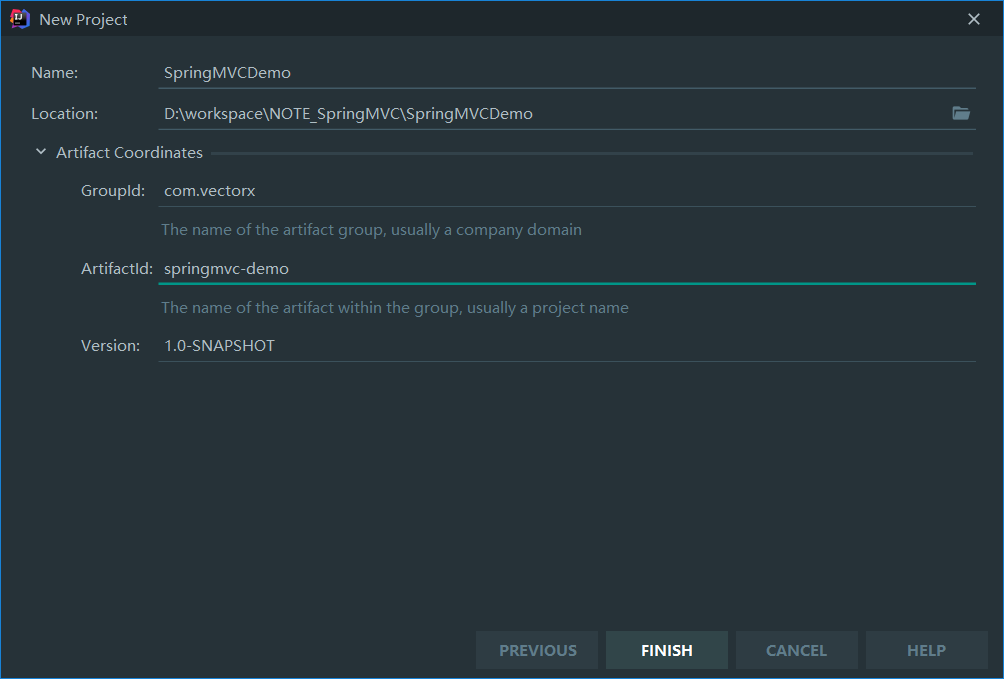 New Project
Name: SpringMVCDemo
Location: D:\workspace\NOTE_SpringMVC\SpringMVCDemo
Artifact Coordinates
GroupId: com.vectorx
The name of the artifact group, usually a company domain
ArtifactId: springmvc-demo
The name of the artifact within the group, usually a project name
Version: 1.0-SNAPSHOT
PREVIOUS FINISH CANCEL HELP